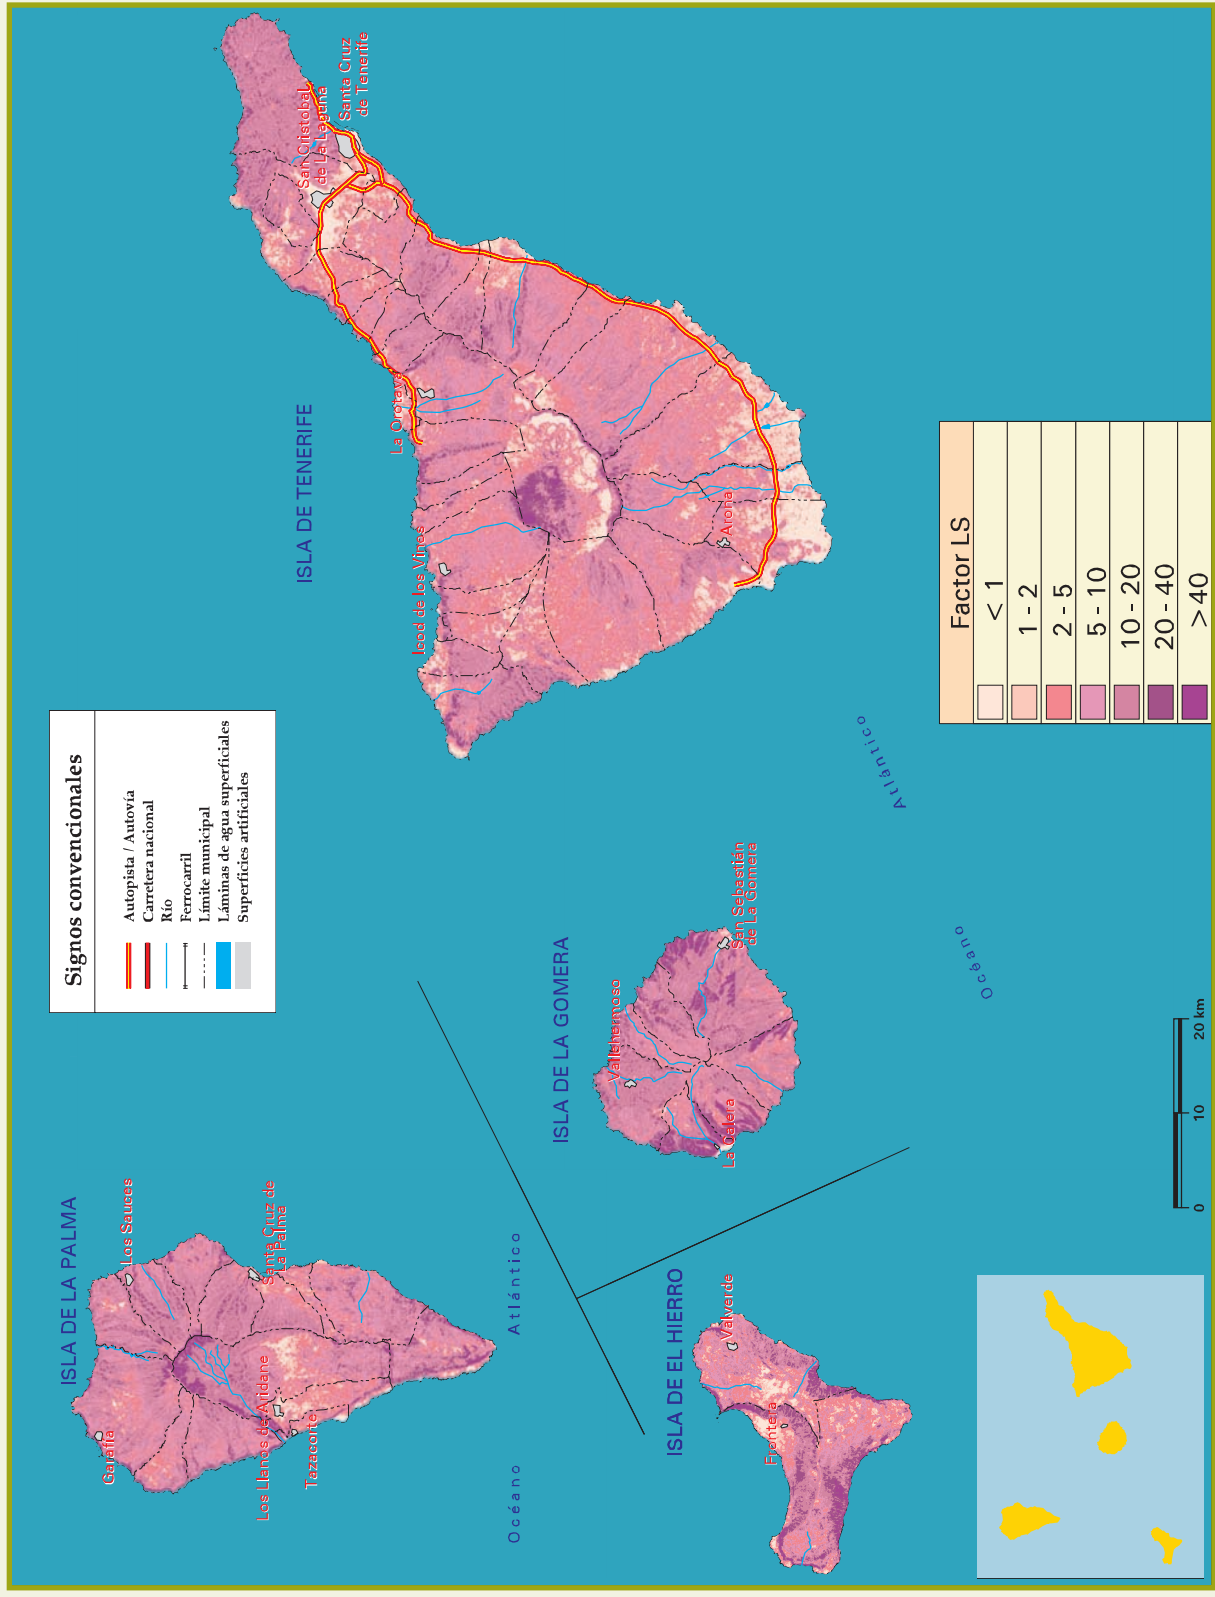 Signos convencionales
Autopista / Autovía
Carretera nacional
Río
Ferrocarril
Límite municipal
Láminas de agua superficiales
Superficies artificiales
ISLA DE LA PALMA
Los Sauces
Garafía
Santa Cruz de
La Palma
Los Llanos de Aridane
Tazacorte
Océano Atlántico
ISLA DE TENERIFE
San Cristobal
de La Laguna
Santa Cruz
de Tenerife
La Orotava
Icod de los Vinos
Arona
ISLA DE LA GOMERA
Vallehermoso
San Sebastián
de La Gomera
La Calera
ISLA DE EL HIERRO
Valverde
Frontera
Océano Atlántico
Factor LS
< 1
1 - 2
2 - 5
5 - 10
10 - 20
20 - 40
>40
0 10 20 km